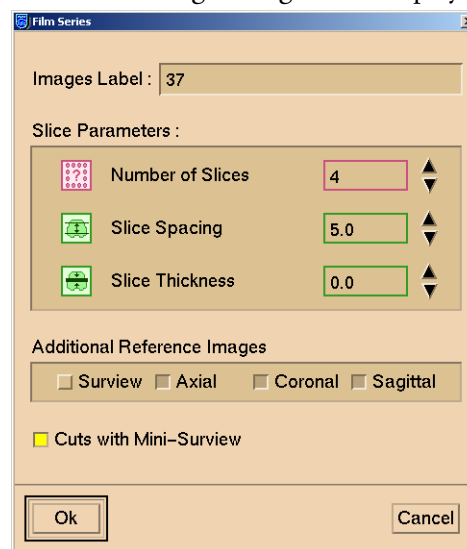 Film Series
Images Label : 37
Slice Parameters :
? Number of Slices 4
Slice Spacing 5.0
Slice Thickness 0.0
Additional Reference Images
Surview Axial Coronal Sagittal
Cuts with Mini-Surview
Ok Cancel